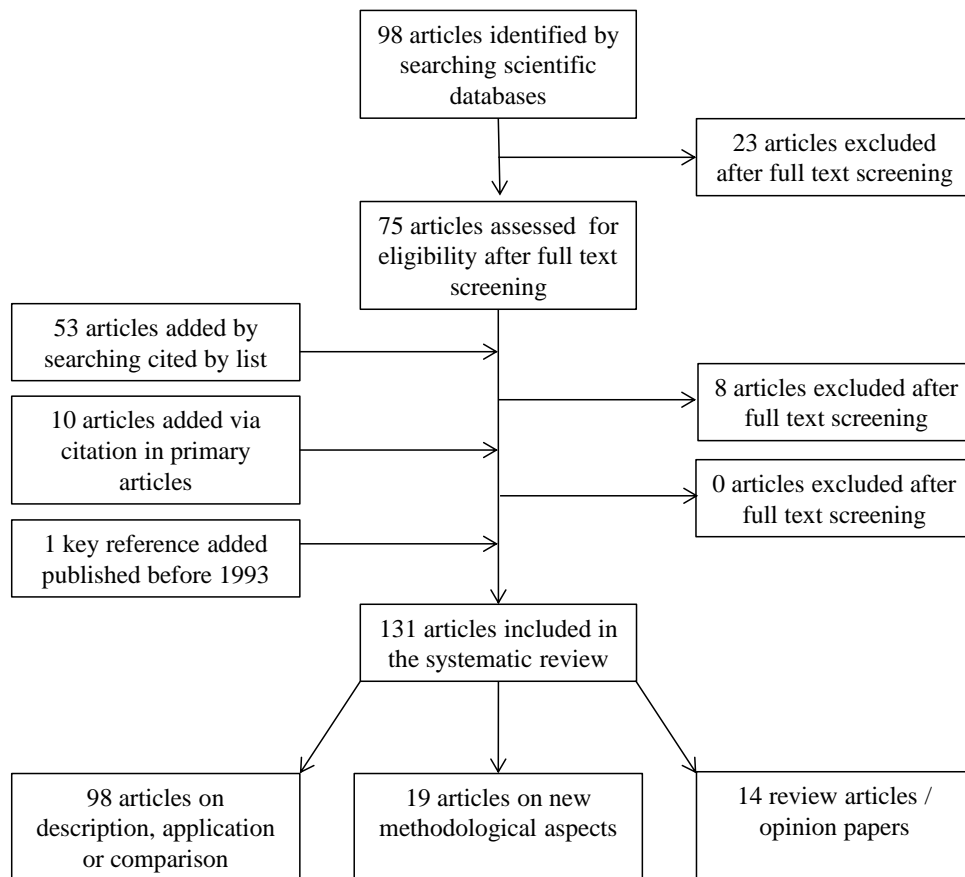 98 articles identified by
searching scientific
databases
23 articles excluded
after full text screening
75 articles assessed for
eligibility after full text
screening
53 articles added by
searching cited by list
8 articles excluded after
full text screening
10 articles added via
citation in primary
articles
0 articles excluded after
full text screening
1 key reference added
published before 1993
131 articles included in
the systematic review
98 articles on
description, application
or comparison
19 articles on new
methodological aspects
14 review articles /
opinion papers